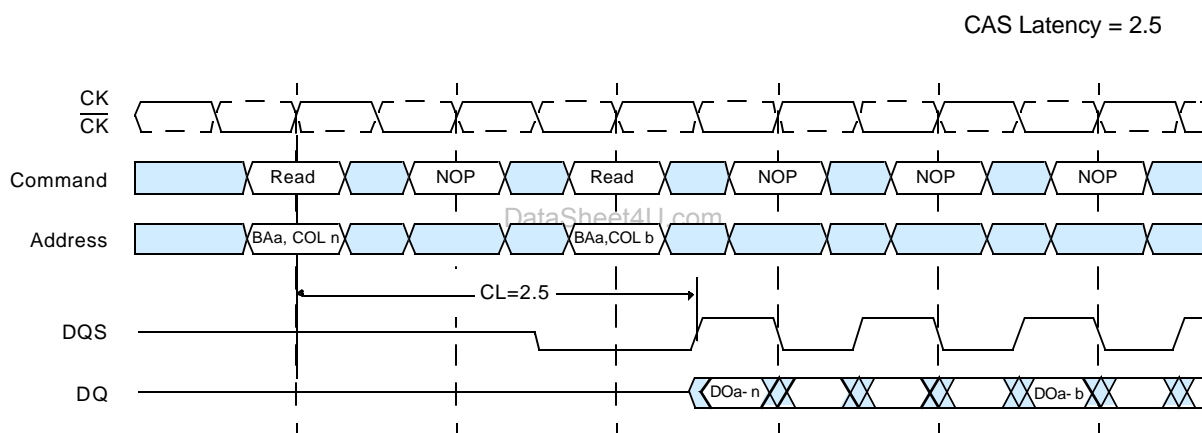 CAS Latency = 2.5
CK
CK
Command Read NOP Read NOP NOP NOP
DataSheet4U.com
Address BAa, COL n BAa,COL b
CL=2.5
DQS
DQ DOa- n DOa- b